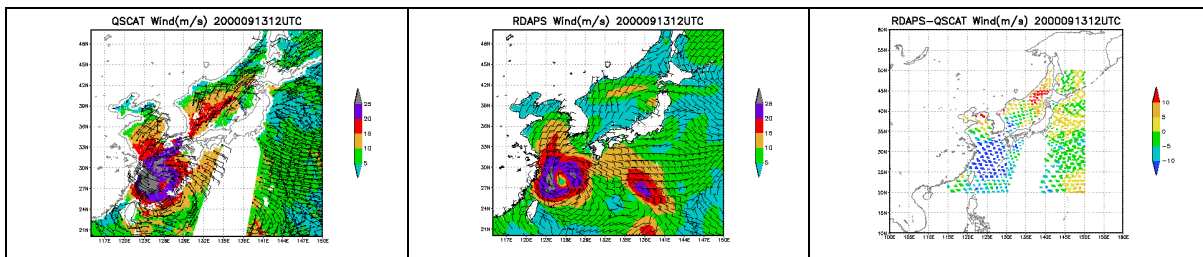 QSCAT Wind(m/s) 2000091312UTC
48N
45N
42N
39N
36N
33N
30N
27N
24N
21N
117E 120E 123E 126E 129E 132E 135E 138E 141E 144E 147E 150E
25
20
15
10
5
RDAPS Wind(m/s) 2000091312UTC
48N
45N
42N
39N
36N
33N
30N
27N
24N
21N
117E 120E 123E 126E 129E 132E 135E 138E 141E 144E 147E 150E
25
20
15
10
5
RDAPS-QSCAT Wind(m/s) 2000091312UTC
60N
55N
50N
45N
40N
35N
30N
25N
20N
15N
10N
100E 105E 110E 115E 120E 125E 130E 135E 140E 145E 150E 155E 160E
10
5
-5
-10